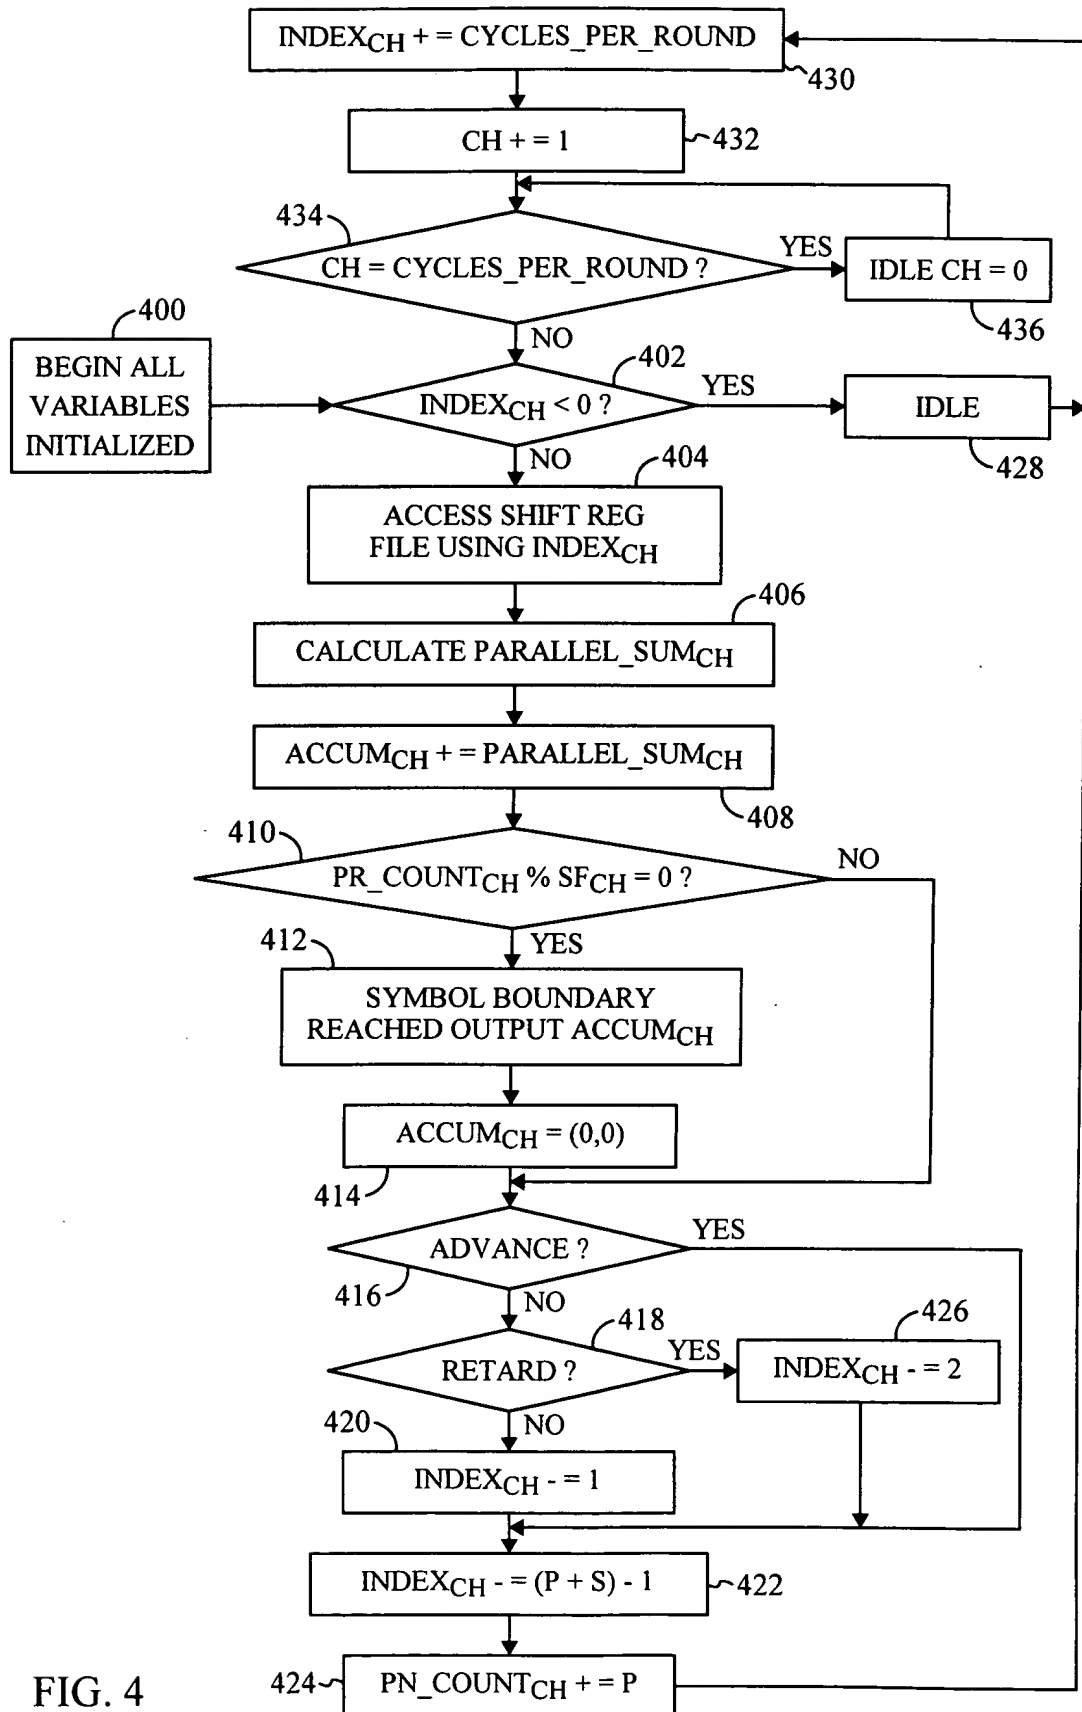 INDEXCH + = CYCLES_PER_ROUND
430
CH + = 1
432
434
CH = CYCLES_PER_ROUND ?
YES
IDLE CH = 0
436
NO
400
BEGIN ALL
VARIABLES
INITIALIZED
402
INDEXCH < 0 ?
YES
IDLE
428
NO
404
ACCESS SHIFT REG
FILE USING INDEXCH
406
CALCULATE PARALLEL_SUMCH
ACCUMCH + = PARALLEL_SUMCH
408
410
PR_COUNTCH % SFCH = 0 ?
NO
YES
412
SYMBOL BOUNDARY
REACHED OUTPUT ACCUMCH
ACCUMCH = (0,0)
414
ADVANCE ?
YES
416
NO
418
RETARD ?
YES
426
INDEXCH - = 2
NO
420
INDEXCH - = 1
INDEXCH - = (P + S) - 1
422
424
PN_COUNTCH + = P
FIG. 4